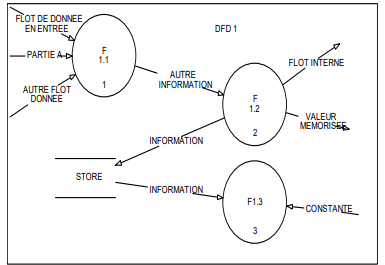 FLOT DE DONNEE
EN ENTREE
DFD 1
PARTIE A
F
1.1
1
AUTRE FLOT
DONNEE
AUTRE
INFORMATION
FLOT INTERNE
F
1.2
2
VALEUR
MEMORISEE
INFORMATION
STORE
INFORMATION
F1.3
3
CONSTANTE